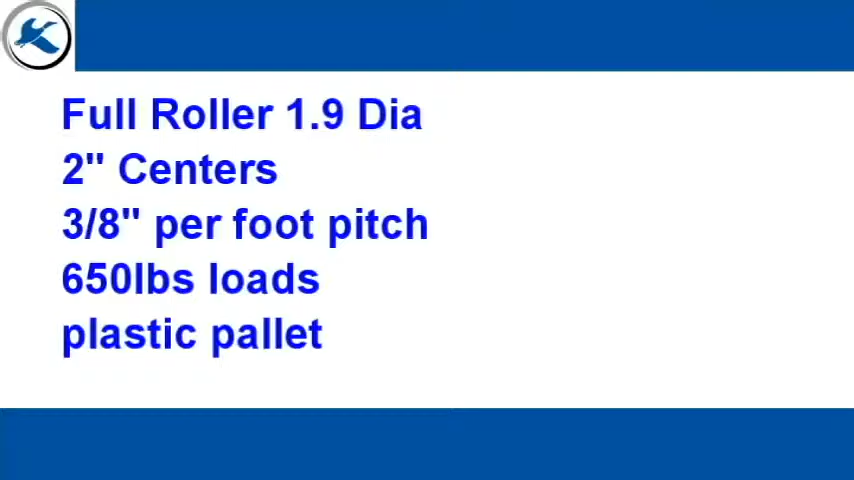 Full Roller 1.9 Dia
2" Centers
3/8" per foot pitch
650lbs loads
plastic pallet